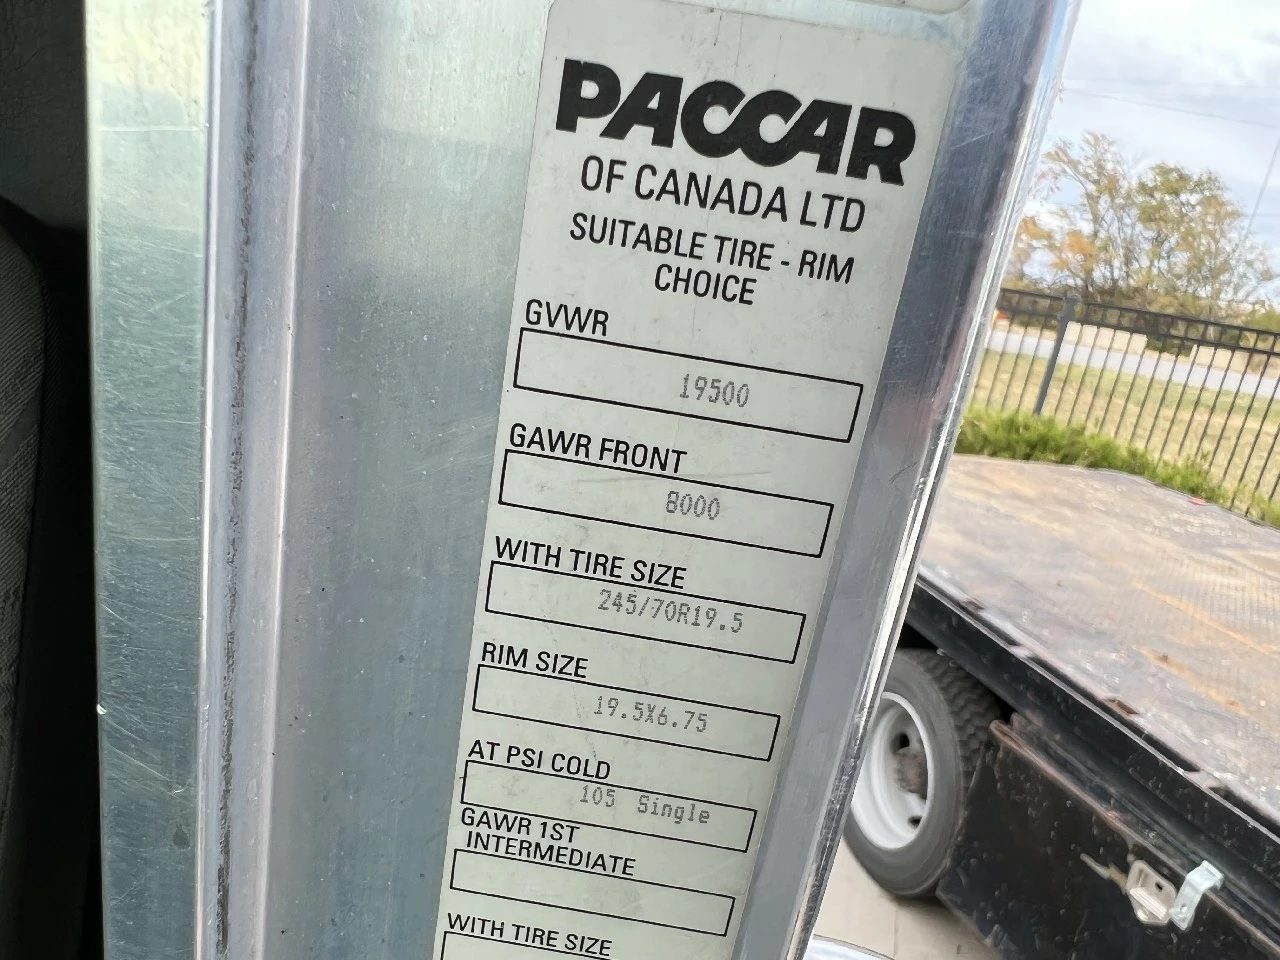 PACCAR
OF CANADA LTD
SUITABLE TIRE - RIM
CHOICE
GVWR
19500
GAWR FRONT
8000
WITH TIRE SIZE
245/70R19.5
RIM SIZE
19.5X6.75
AT PSI COLD
105 Single
GAWR 1ST
INTERMEDIATE
WITH TIRE SIZE